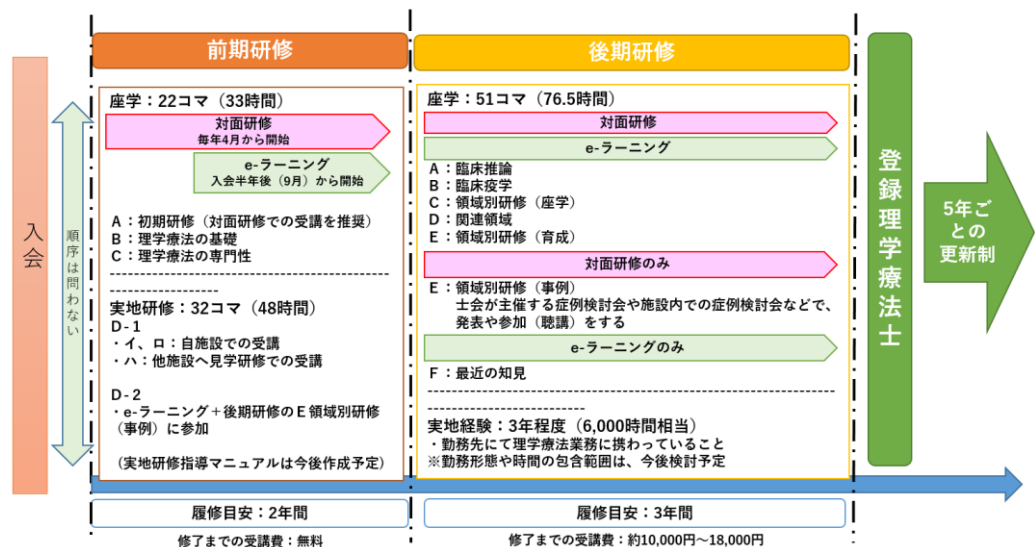 入会
順序は問わない
前期研修
座学：22コマ（33時間）
対面研修
毎年4月から開始
e-ラーニング
入会半年後（9月）から開始
A：初期研修（対面研修での受講を推奨）
B：理学療法の基礎
C：理学療法の専門性
実地研修：32コマ（48時間）
D-1
・イ、ロ：自施設での受講
・ハ：他施設へ見学研修での受講
D-2
・e-ラーニング＋後期研修のE領域別研修
（事例）に参加
（実地研修指導マニュアルは今後作成予定）
履修目安：2年間
修了までの受講費：無料
後期研修
座学：51コマ（76.5時間）
対面研修
e-ラーニング
A：臨床推論
B：臨床疫学
C：領域別研修（座学）
D：関連領域
E：領域別研修（育成）
対面研修のみ
E：領域別研修（事例）
士会が主催する症例検討会や施設内での症例検討会などで、
発表や参加（聴講）をする
e-ラーニングのみ
F：最近の知見
実地経験：3年程度（6,000時間相当）
・勤務先にて理学療法業務に携わっていること
※勤務形態や時間の包含範囲は、今後検討予定
履修目安：3年間
修了までの受講費：約10,000円～18,000円
登録理学療法士
5年ご
との
更新制